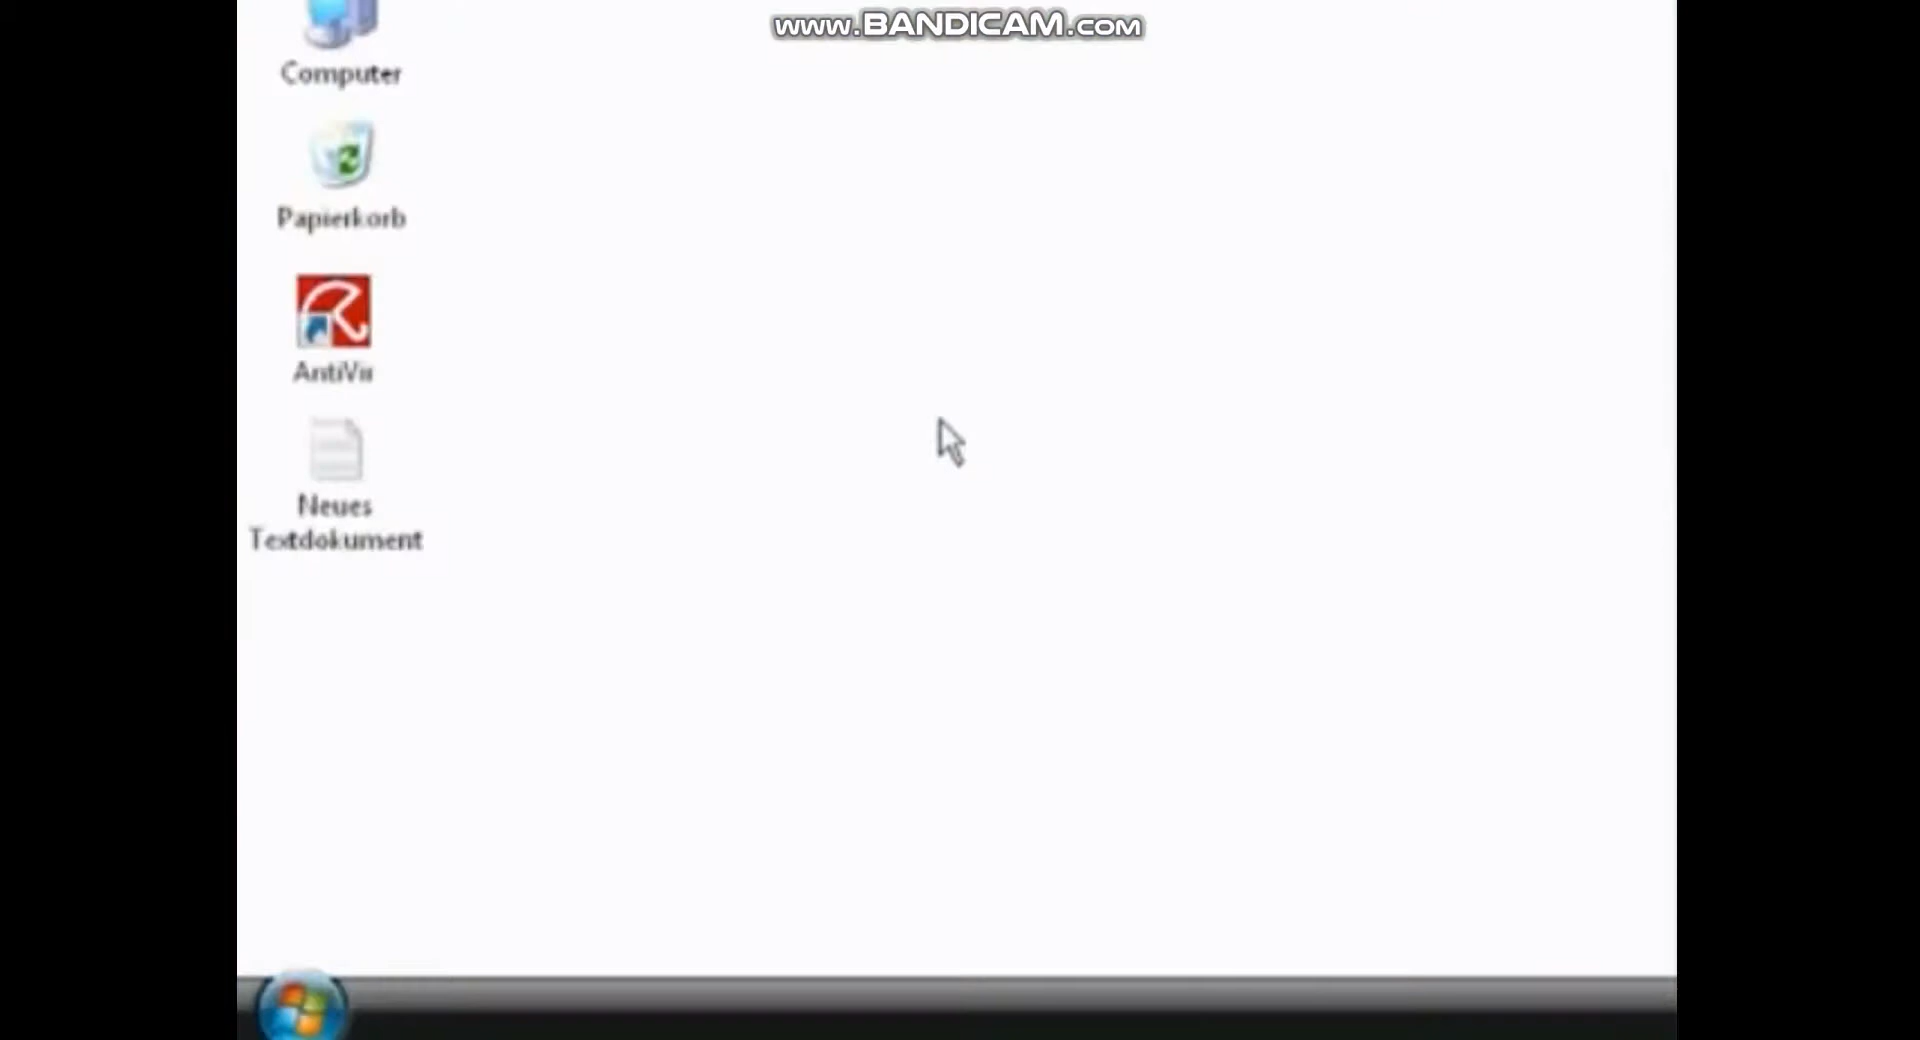 www.BANDICAM.com
Computer
Papierkorb
AntiVir
Neues
Textdokument